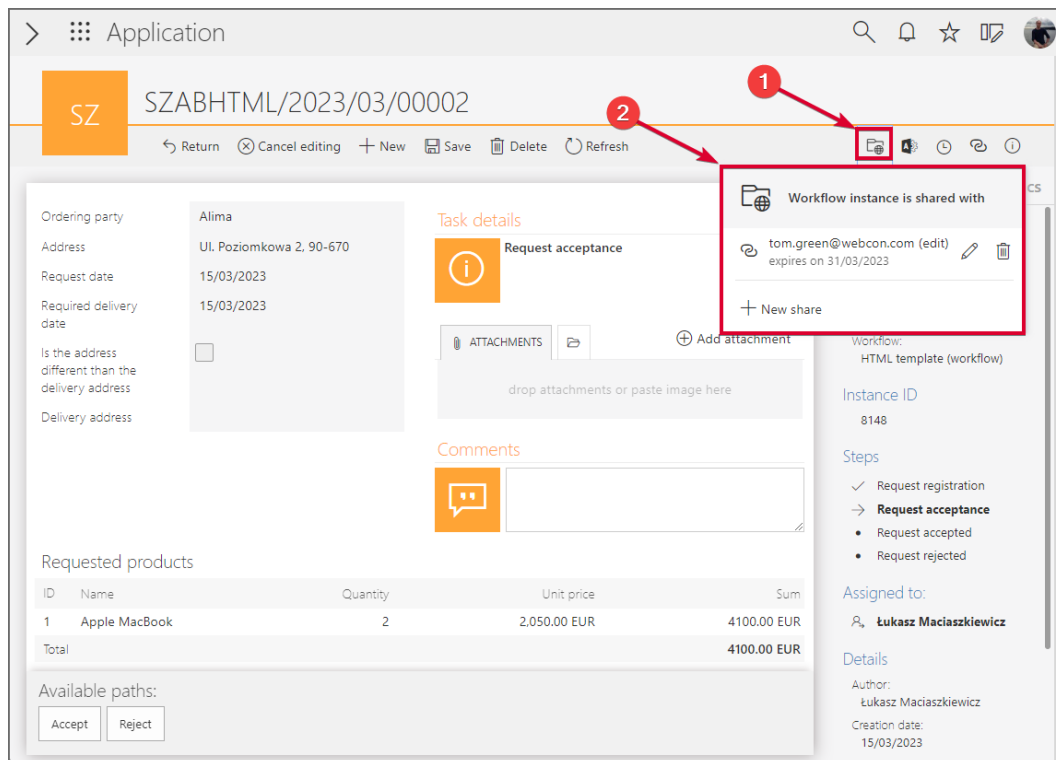 Application
1
2
SZ
SZABHTML/2023/03/00002
Return Cancel editing New Save Delete Refresh
Workflow instance is shared with
tom.green@webcon.com (edit)
expires on 31/03/2023
New share
Ordering party Alima
Address Ul. Poziomkowa 2, 90-670
Request date 15/03/2023
Required delivery
date
15/03/2023
Is the address
different than the
delivery address
Delivery address
Task details
Request acceptance
ATTACHMENTS
Add attachment
drop attachments or paste image here
Comments
Requested products
ID Name Quantity Unit price Sum
1 Apple MacBook 2 2,050.00 EUR 4100.00 EUR
Total 4100.00 EUR
Available paths:
Accept Reject
CS
Workflow:
HTML template (workflow)
Instance ID
8148
Steps
Request registration
Request acceptance
Request accepted
Request rejected
Assigned to:
Łukasz Maciaszkiewicz
Details
Author:
Łukasz Maciaszkiewicz
Creation date:
15/03/2023